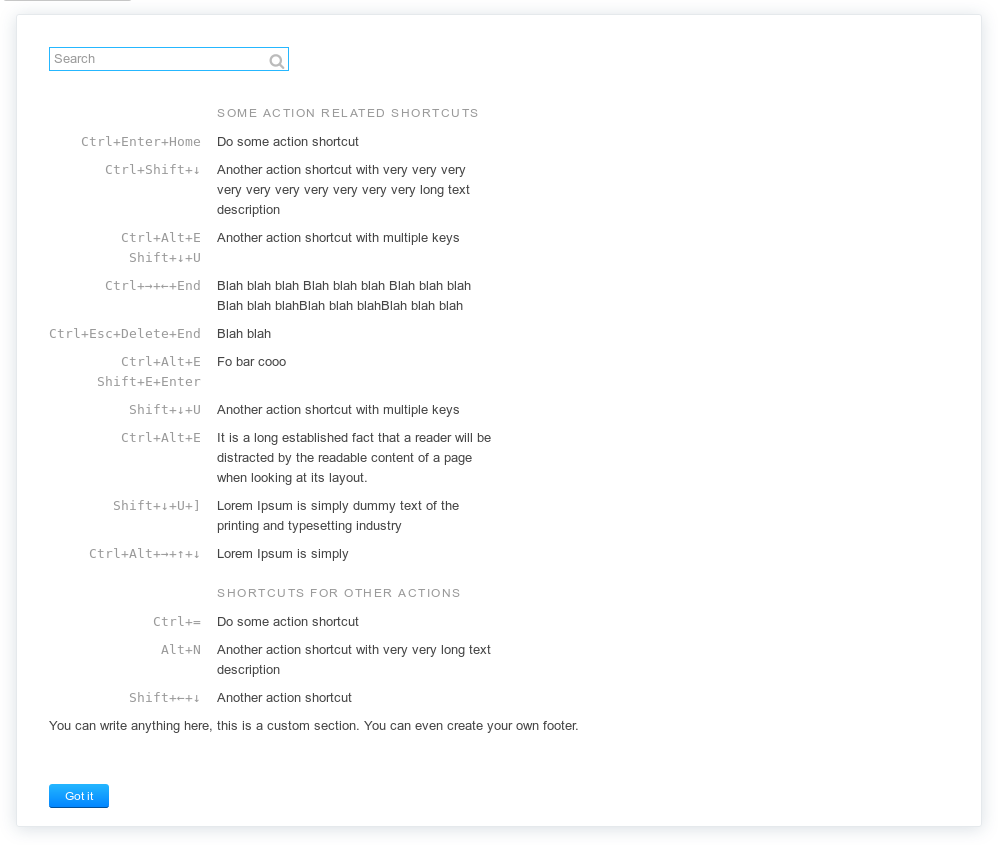 Search
SOME ACTION RELATED SHORTCUTS
Ctrl+Enter+Home Do some action shortcut
Ctrl+Shift+↓ Another action shortcut with very very very
very very very very very very very long text
description
Ctrl+Alt+E Another action shortcut with multiple keys
Shift+↓+U
Ctrl+→+←+End Blah blah blah Blah blah blah Blah blah blah
Blah blah blahBlah blah blahBlah blah blah
Ctrl+Esc+Delete+End Blah blah
Ctrl+Alt+E Fo bar cooo
Shift+E+Enter
Shift+↓+U Another action shortcut with multiple keys
Ctrl+Alt+E It is a long established fact that a reader will be
distracted by the readable content of a page
when looking at its layout.
Shift+↓+U+] Lorem Ipsum is simply dummy text of the
printing and typesetting industry
Ctrl+Alt+→+↑+↓ Lorem Ipsum is simply
SHORTCUTS FOR OTHER ACTIONS
Ctrl+= Do some action shortcut
Alt+N Another action shortcut with very very long text
description
Shift+←+↓ Another action shortcut
You can write anything here, this is a custom section. You can even create your own footer.
Got it